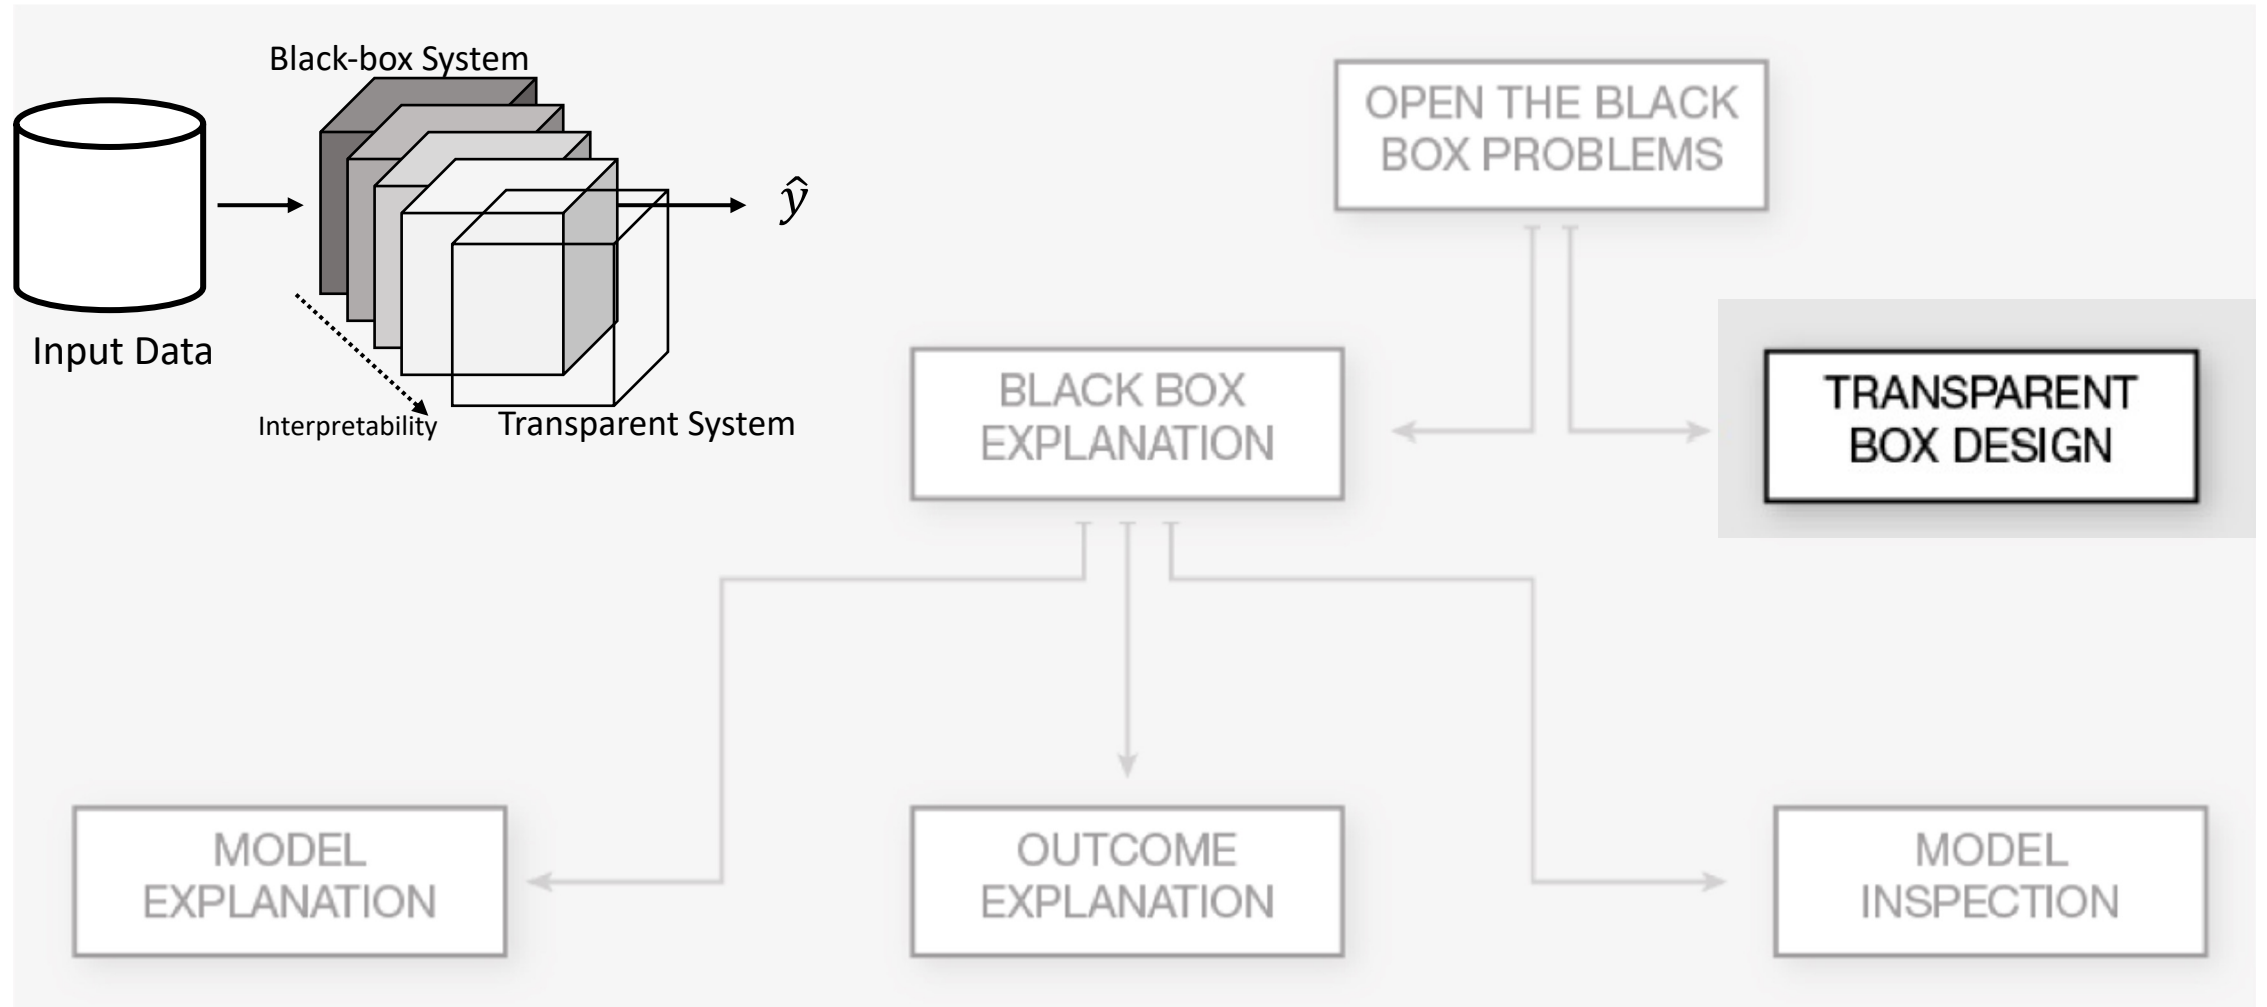 Black-box System
Input Data
Interpretability
Transparent System
ŷ
OPEN THE BLACK
BOX PROBLEMS
BLACK BOX
EXPLANATION
TRANSPARENT
BOX DESIGN
MODEL
EXPLANATION
OUTCOME
EXPLANATION
MODEL
INSPECTION